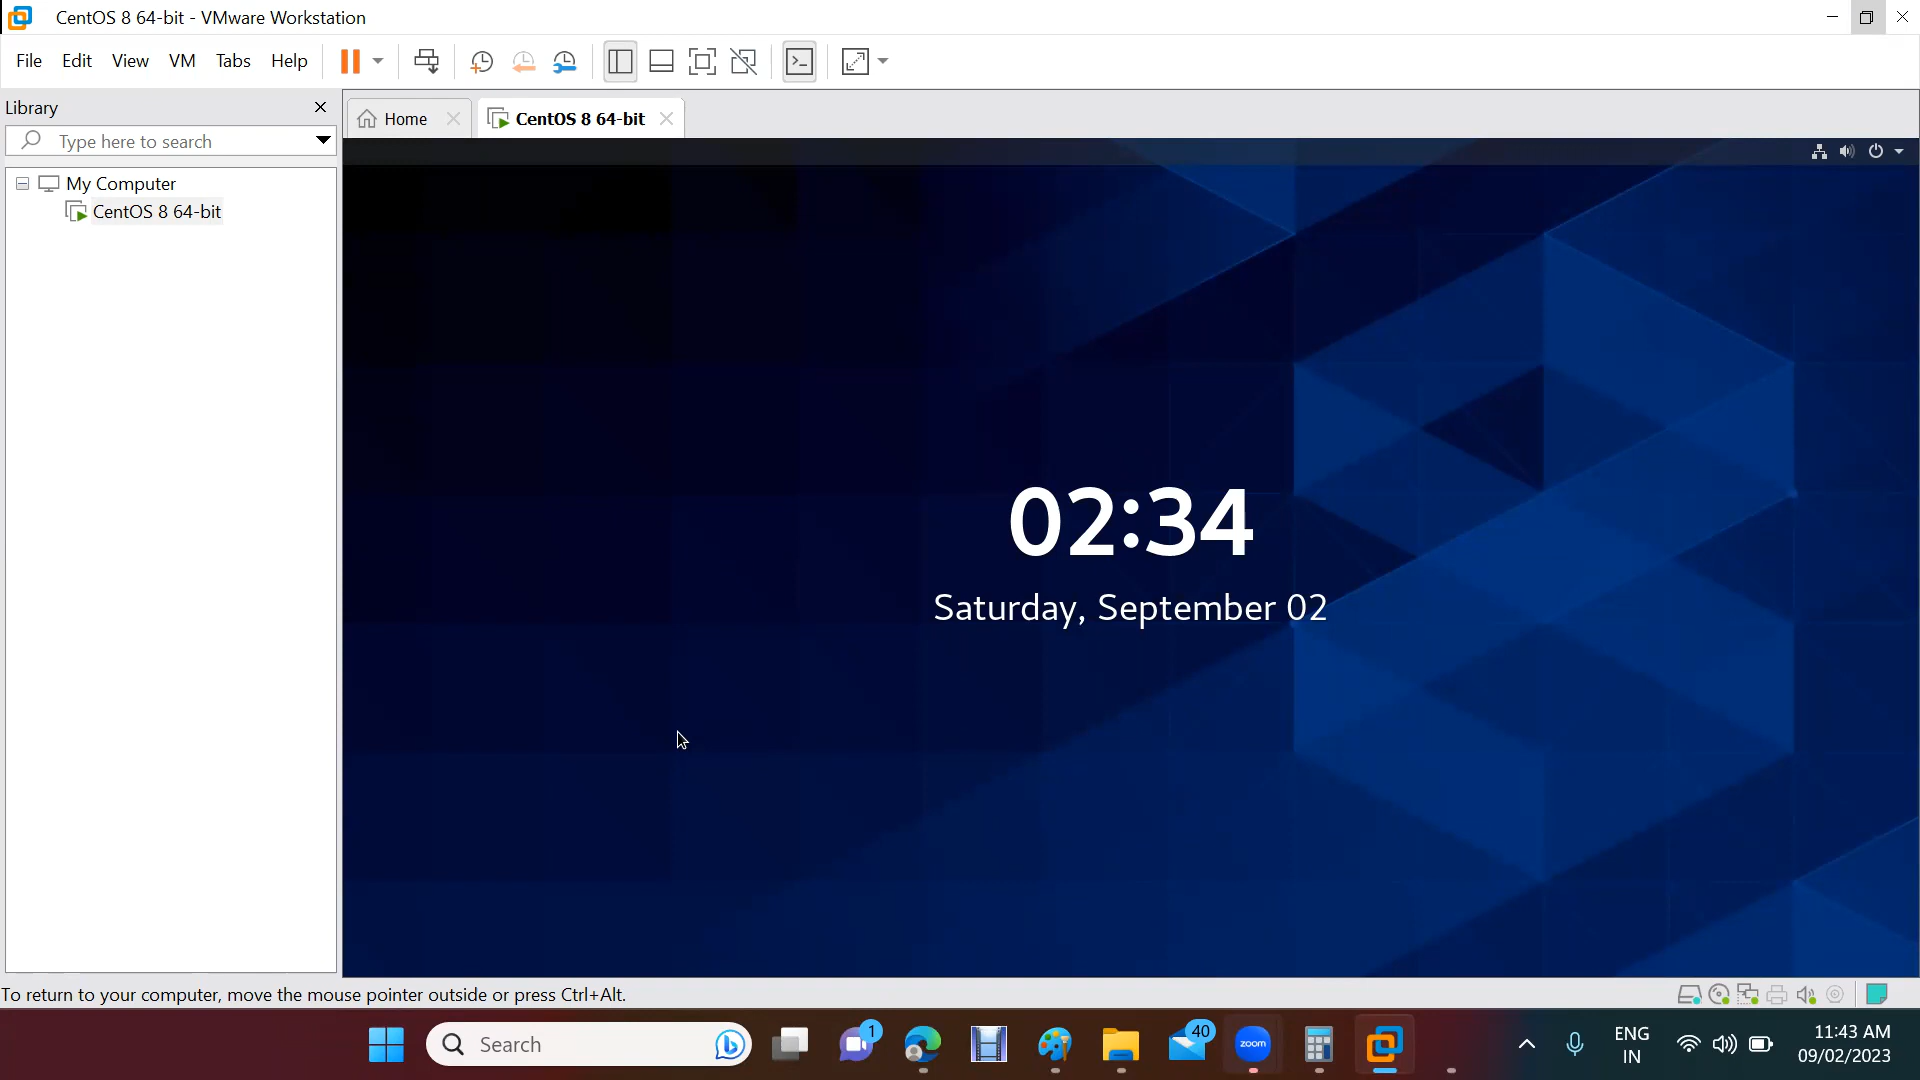 CentOS 8 64-bit - VMware Workstation
File Edit View VM Tabs Help
Library
Home
CentOS 8 64-bit
Type here to search
My Computer
CentOS 8 64-bit
02:34
Saturday, September 02
To return to your computer, move the mouse pointer outside or press Ctrl+Alt.
Search
1
40
zoom
ENG
IN
11:43 AM
09/02/2023